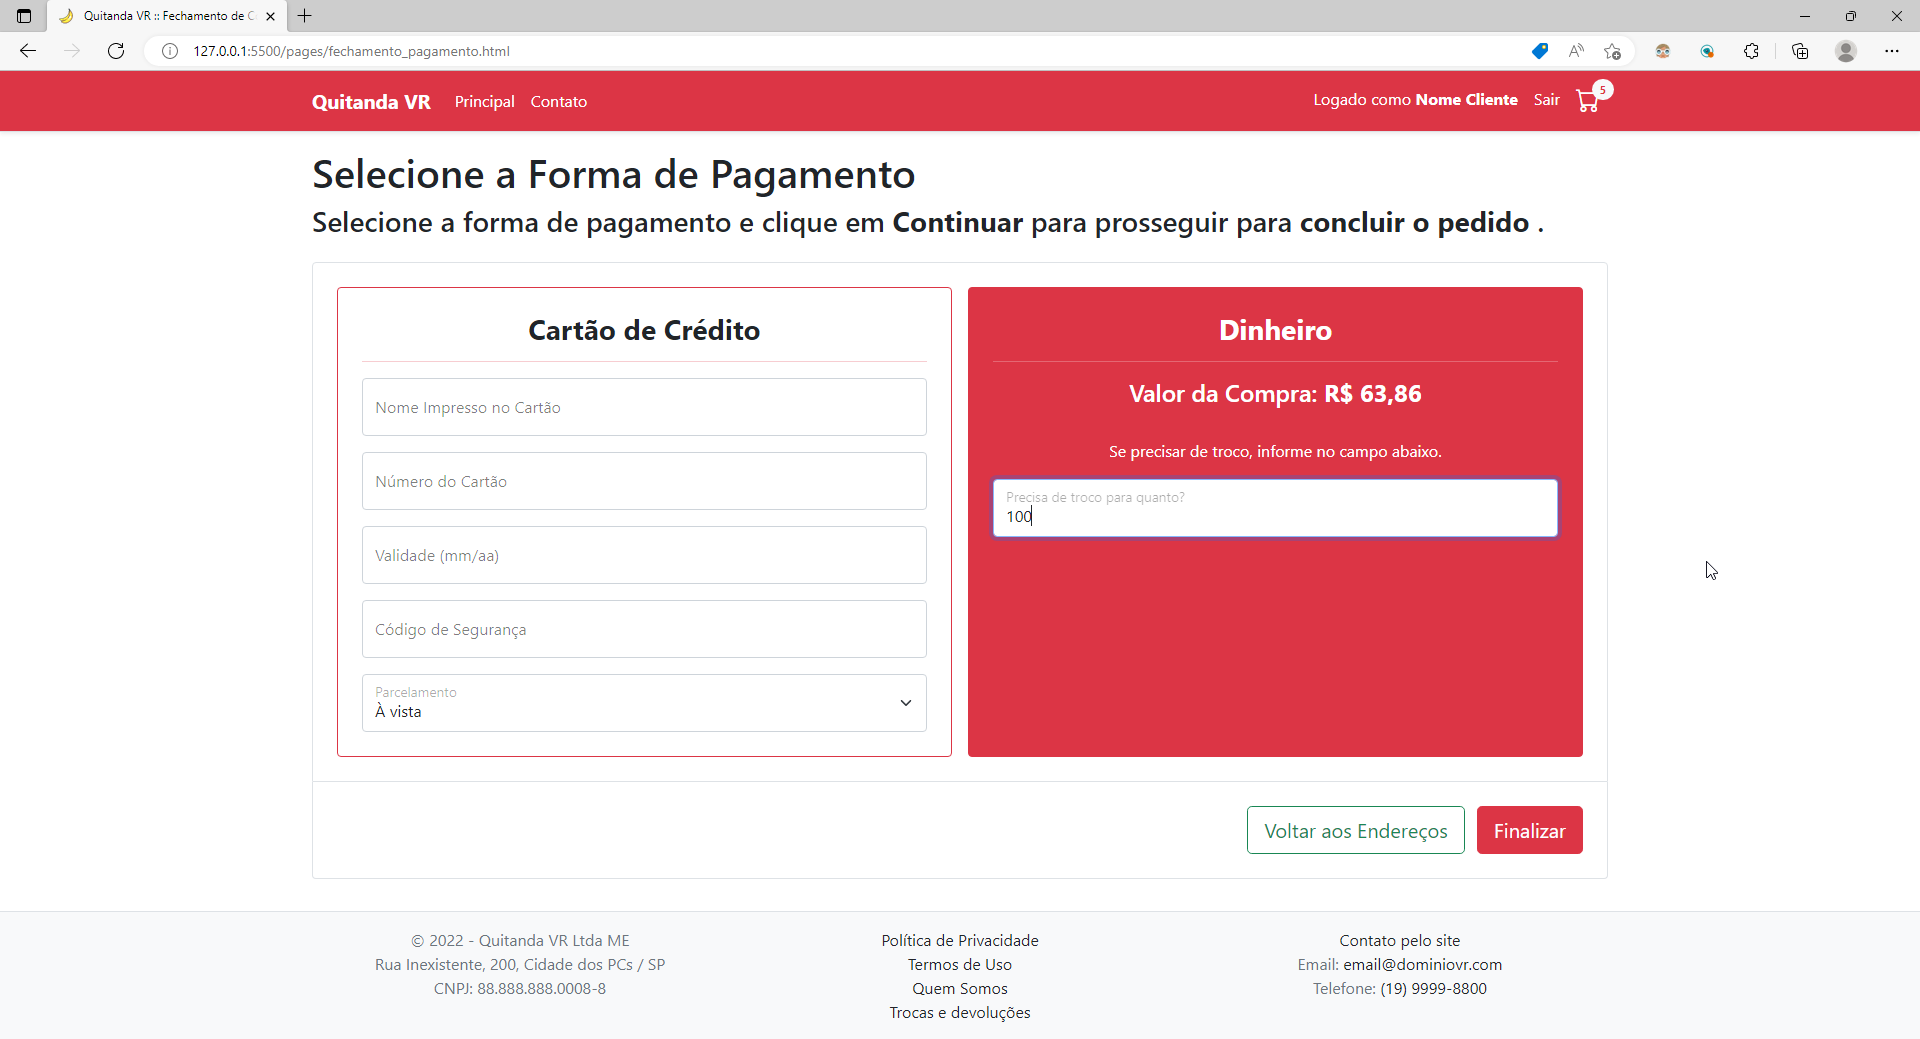 Quitanda VR :: Fechamento de C
127.0.0.1:5500/pages/fechamento_pagamento.html
Quitanda VR Principal Contato
Logado como Nome Cliente Sair 5
Selecione a Forma de Pagamento
Selecione a forma de pagamento e clique em Continuar para prosseguir para concluir o pedido .
Cartão de Crédito
Nome Impresso no Cartão
Número do Cartão
Validade (mm/aa)
Código de Segurança
Parcelamento
À vista
Dinheiro
Valor da Compra: R$ 63,86
Se precisar de troco, informe no campo abaixo.
Precisa de troco para quanto?
100
Voltar aos Endereços
Finalizar
© 2022 - Quitanda VR Ltda ME
Rua Inexistente, 200, Cidade dos PCs / SP
CNPJ: 88.888.888.0008-8
Política de Privacidade
Termos de Uso
Quem Somos
Trocas e devoluções
Contato pelo site
Email: email@dominiovr.com
Telefone: (19) 9999-8800